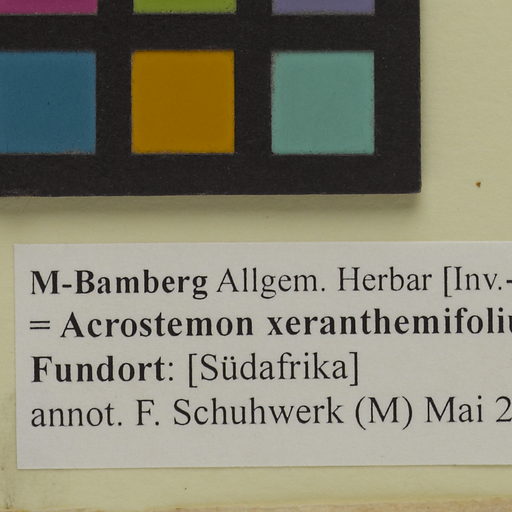 M-Bamberg Allgem. Herbar [Inv.-
= Acrostemon xeranthemifoliu
Fundort: [Südafrika]
annot. F. Schuhwerk (M) Mai 2